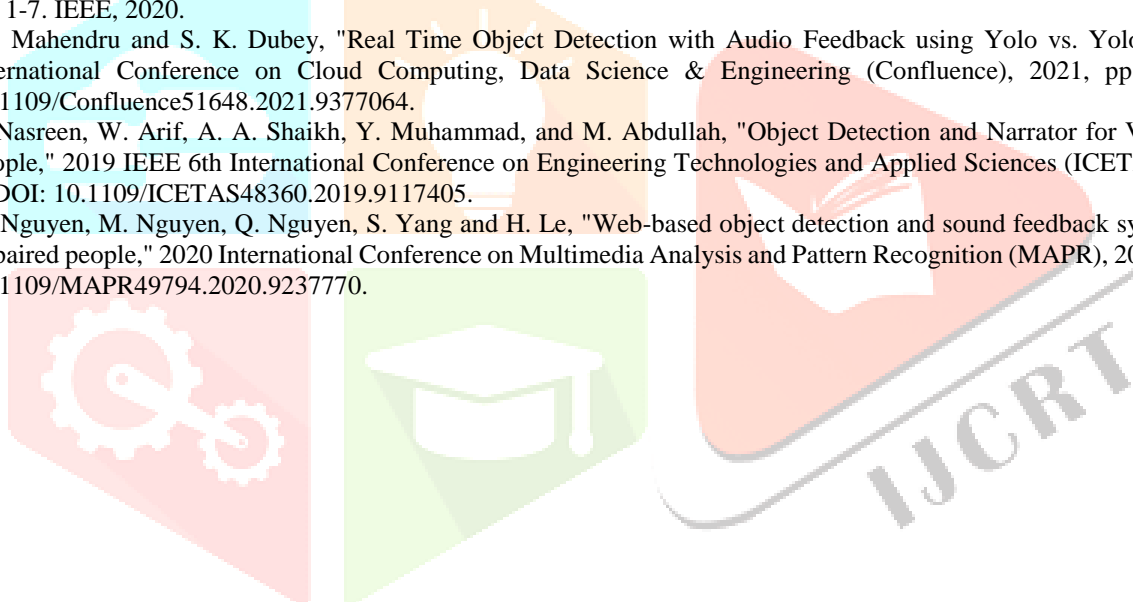 1-7. IEEE, 2020.
Mahendru and S. K. Dubey, "Real Time Object Detection with Audio Feedback using Yolo vs. Yolo
ernational Conference on Cloud Computing, Data Science & Engineering (Confluence), 2021, pp
1109/Confluence51648.2021.9377064.
Nasreen, W. Arif, A. A. Shaikh, Y. Muhammad, and M. Abdullah, "Object Detection and Narrator for V
ople," 2019 IEEE 6th International Conference on Engineering Technologies and Applied Sciences (ICET
DOI: 10.1109/ICETAS48360.2019.9117405.
Nguyen, M. Nguyen, Q. Nguyen, S. Yang and H. Le, "Web-based object detection and sound feedback sy
paired people," 2020 International Conference on Multimedia Analysis and Pattern Recognition (MAPR), 20
1109/MAPR49794.2020.9237770.
IJCRT